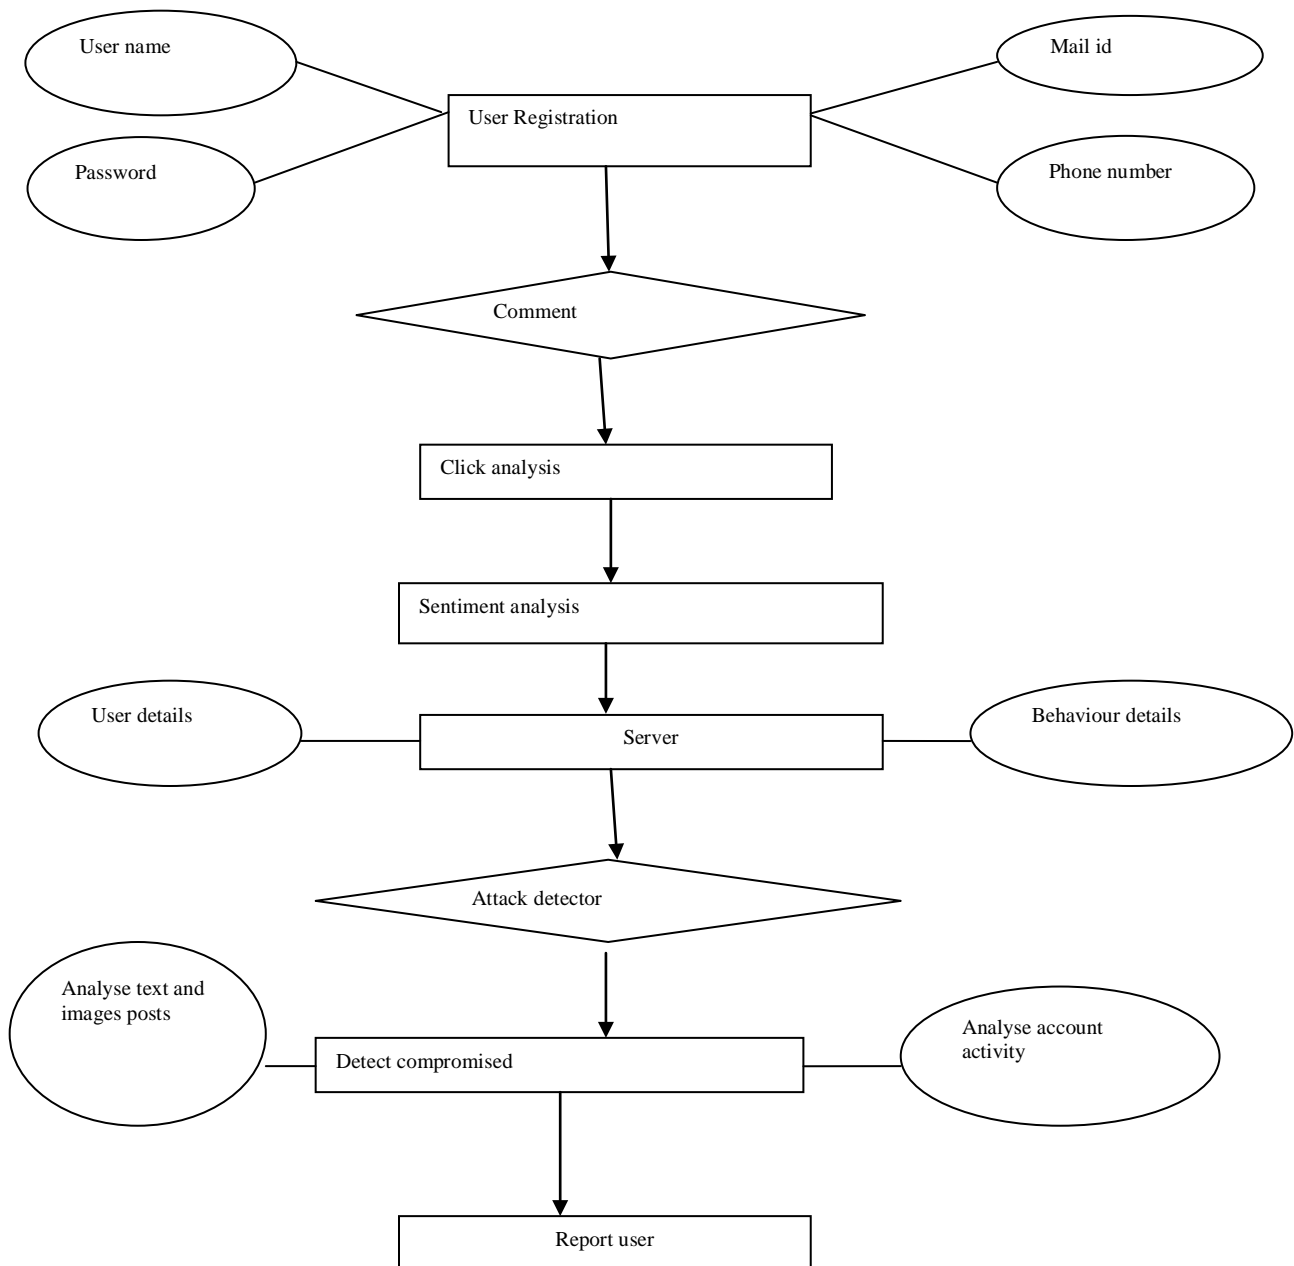 User name
Mail id
User Registration
Password
Phone number
Comment
Click analysis
Sentiment analysis
User details
Server
Behaviour details
Attack detector
Analyse text and
images posts
Analyse account
activity
Detect compromised
Report user